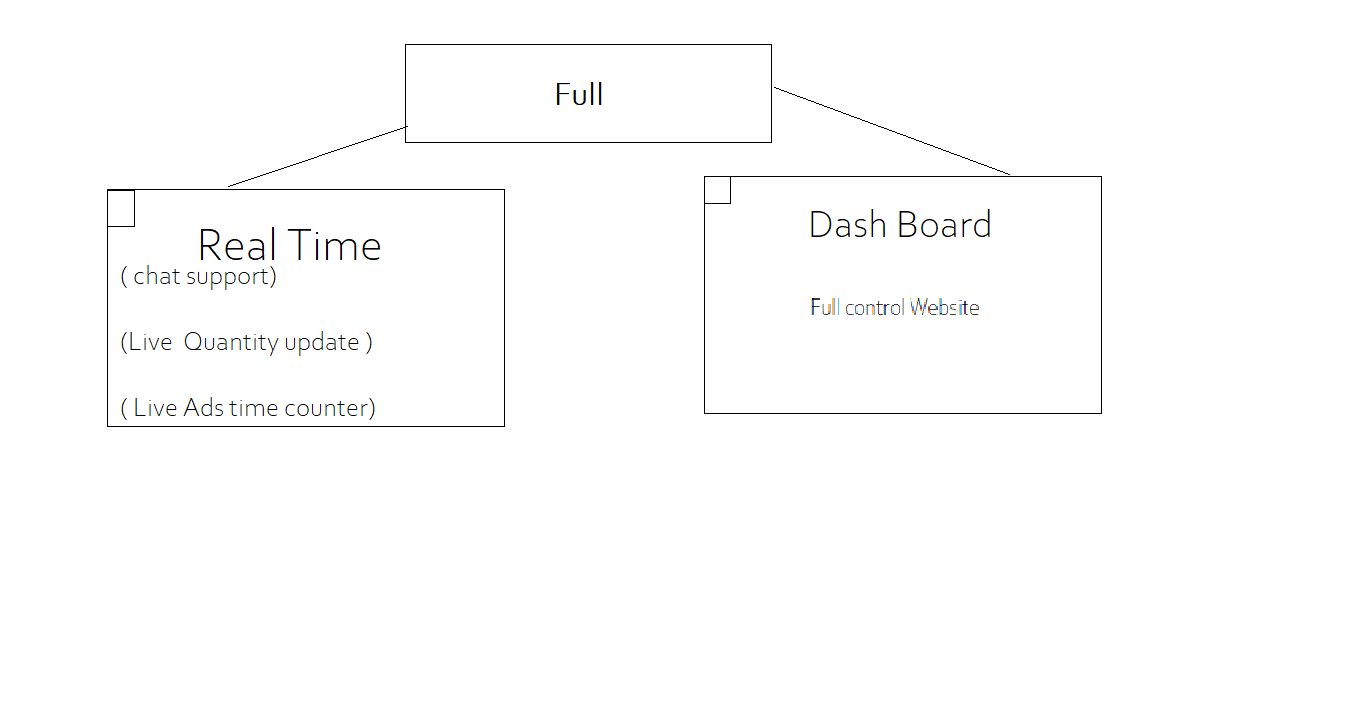 Full
Real Time
( chat support)
(Live  Quantity update )
( Live Ads time counter)
Dash Board
Full control Website